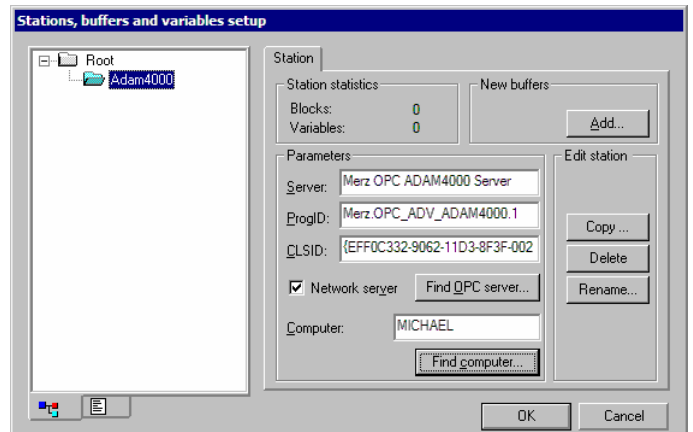 Stations, buffers and variables setup
Root
Adam4000
Station
Station statistics
Blocks: 0
Variables: 0
New buffers
Add...
Parameters
Server: Merz OPC ADAM4000 Server
ProgID: Merz.OPC_ADV_ADAM4000.1
CLSID: {EFF0C332-9062-11D3-8F3F-002
Network server
Find OPC server...
Computer: MICHAEL
Find computer...
Edit station
Copy ...
Delete
Rename...
OK
Cancel